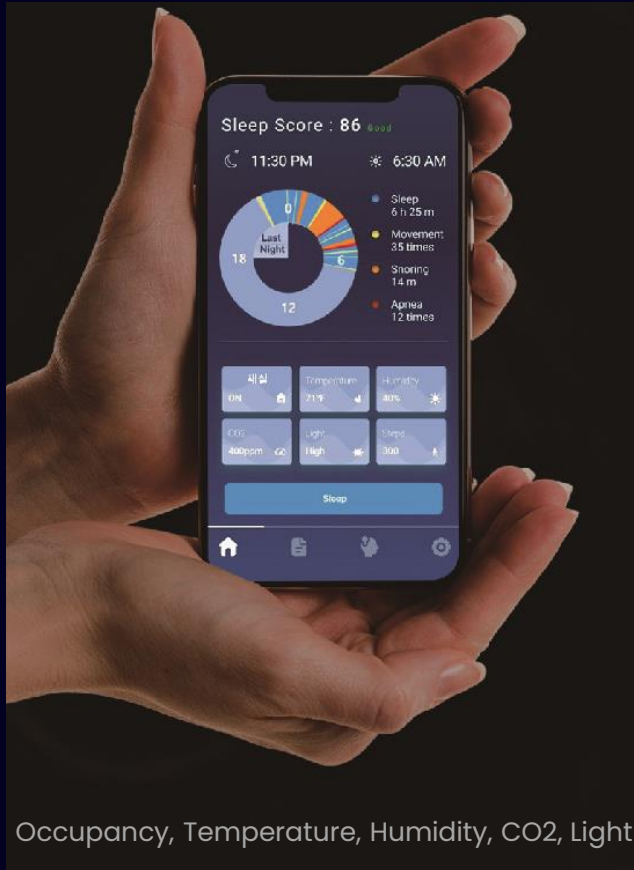 Sleep Score : 86 Good
11:30 PM 6:30 AM
Sleep
6 h 25 m
Movement
35 times
Snoring
14 m
Apnea
12 times
0
Last
Night
18
6
12
재실 Temperature Humidity
ON 21°F 40%
CO2 Light Steps
400ppm High 300
Sleep
Occupancy, Temperature, Humidity, CO2, Light